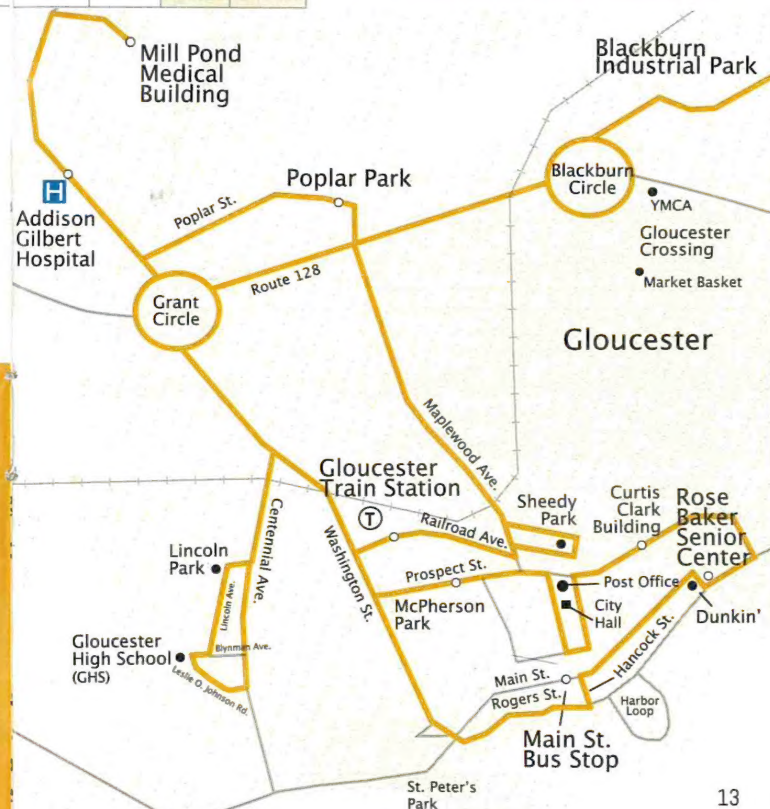 Mill Pond
Medical
Building
Blackburn
Industrial Park
H
Addison
Gilbert
Hospital
Poplar St.
Poplar Park
Blackburn
Circle
YMCA
Gloucester
Crossing
Market Basket
Route 128
Grant
Circle
Gloucester
Maplewood Ave.
Gloucester
Train Station
T
Railroad Ave.
Sheedy
Park
Curtis
Clark
Building
Rose
Baker
Senior
Center
Centennial Ave.
Washington St.
Lincoln
Park
Lincoln Ave.
Prospect St.
McPherson
Park
Post Office
City
Hall
Dunkin'
Blynman Ave.
Gloucester
High School
(GHS)
Leslie O. Johnson Rd.
Main St.
Rogers St.
Hancock St.
Harbor
Loop
Main St.
Bus Stop
St. Peter's
Park
13